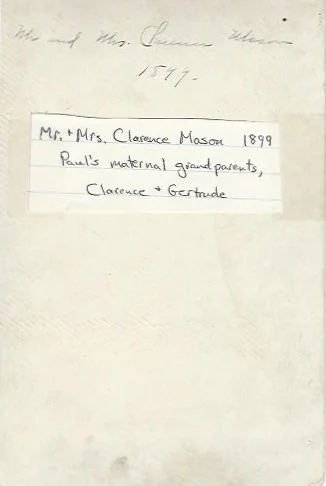 Mr and Mrs. Clarence Mason
1899-
Mr. + Mrs. Clarence Mason 1899
Paul's maternal grandparents,
Clarence + Gertrude